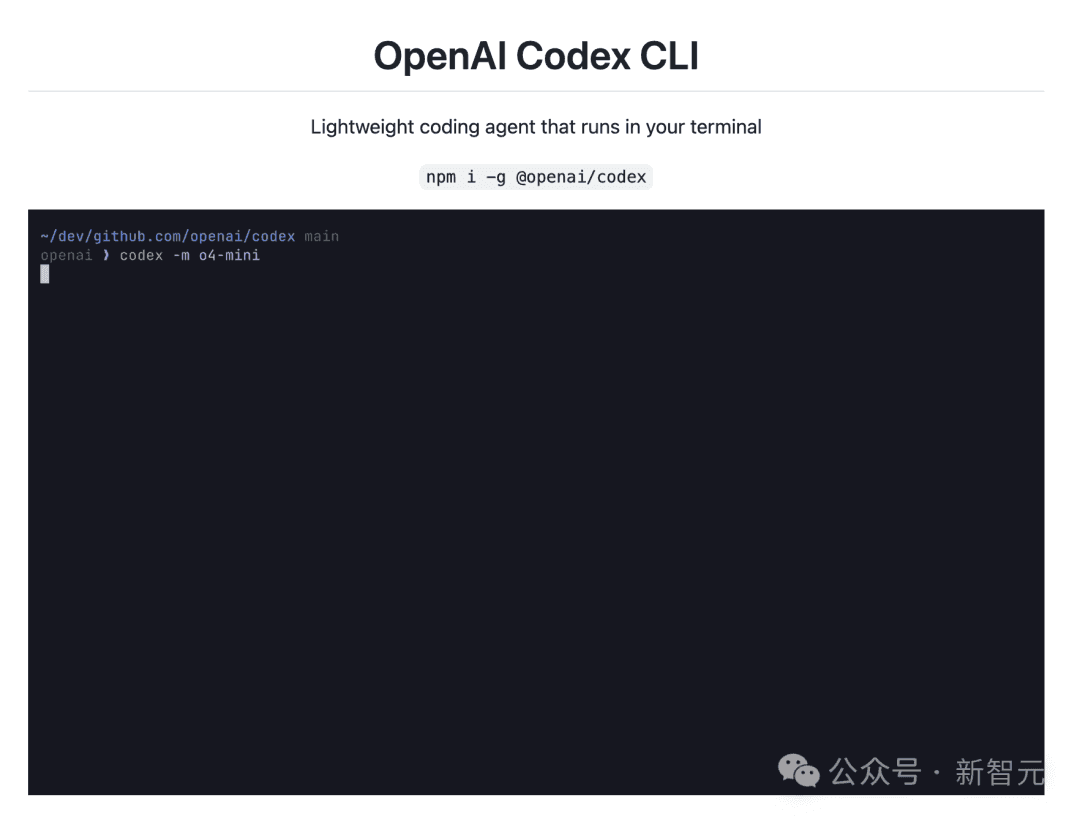 OpenAI Codex CLI
Lightweight coding agent that runs in your terminal
npm i -g @openai/codex
~/dev/github.com/openai/codex main
openai ❯ codex -m o4-mini
公众号 · 新智元